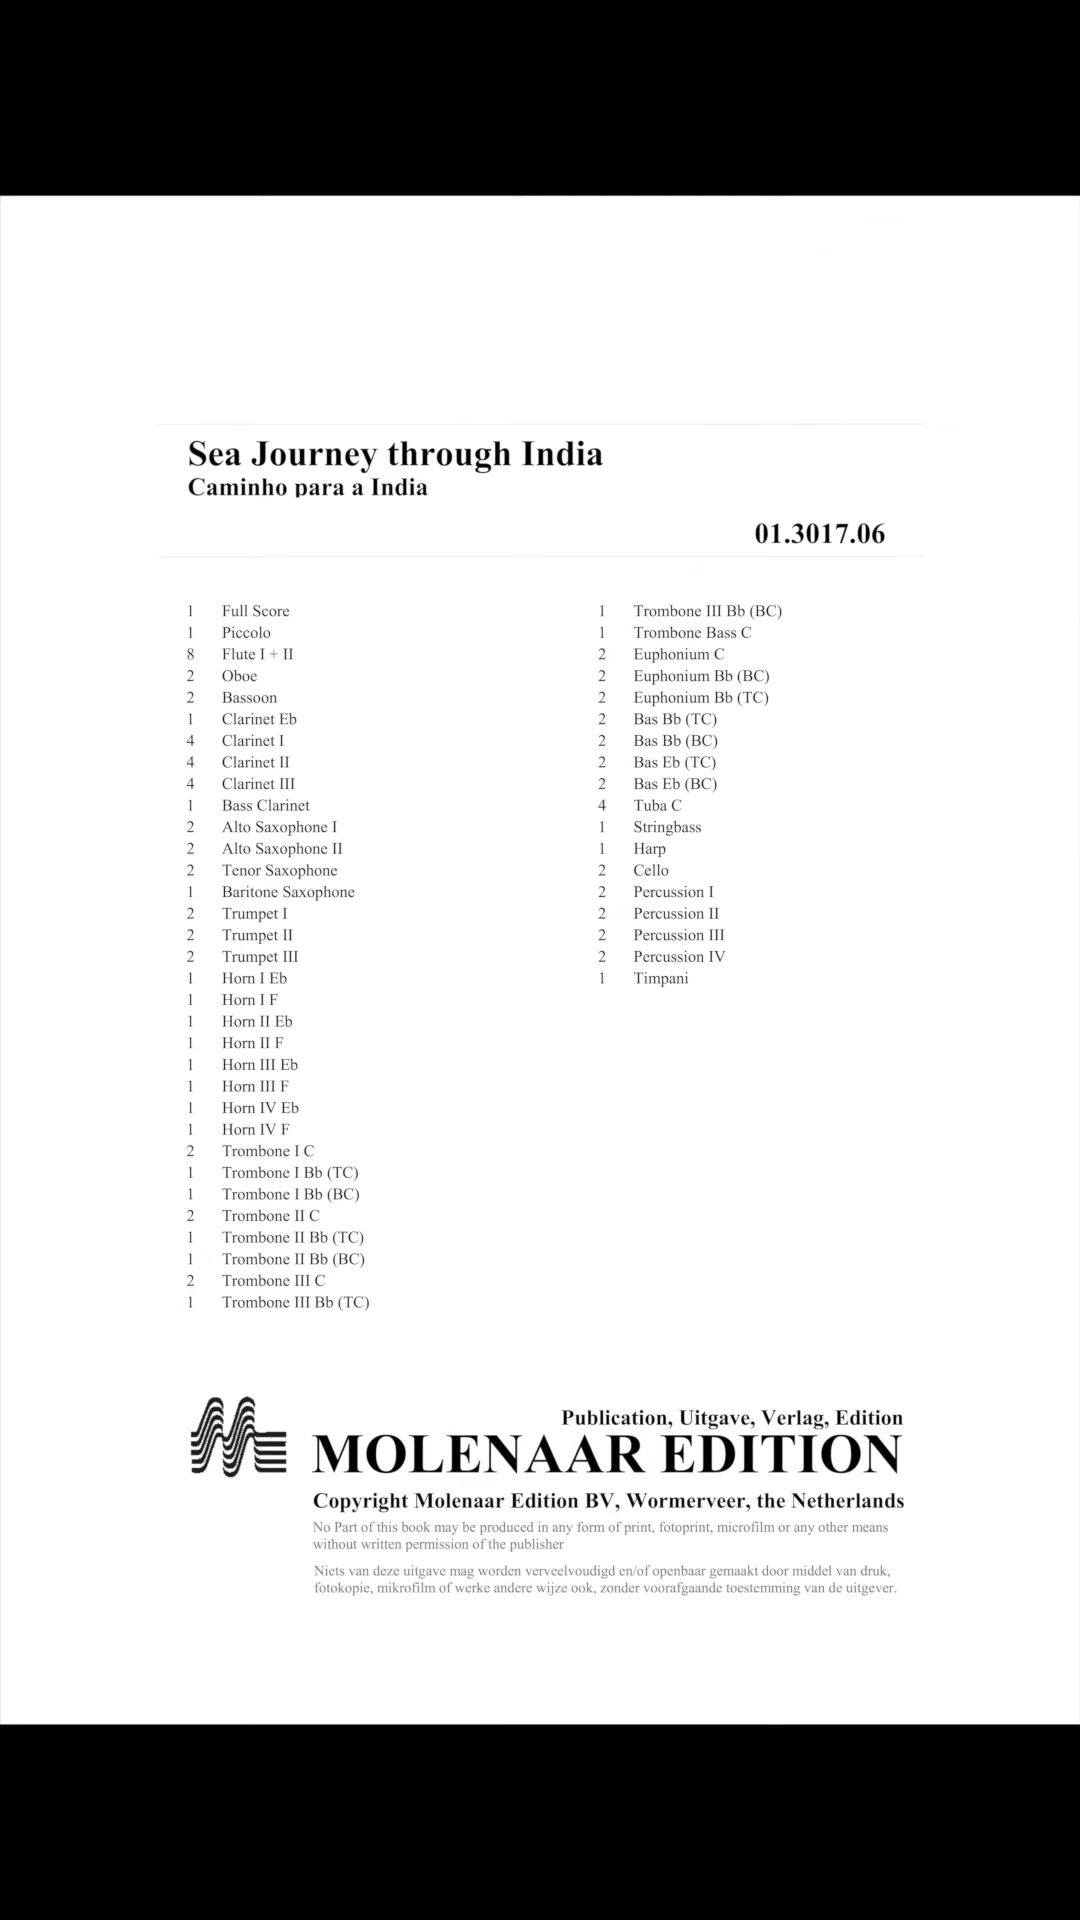 Sea Journey through India
Caminho para a India
01.3017.06
1 Full Score
1 Piccolo
8 Flute I + II
2 Oboe
2 Bassoon
1 Clarinet Eb
4 Clarinet I
4 Clarinet II
4 Clarinet III
1 Bass Clarinet
2 Alto Saxophone I
2 Alto Saxophone II
2 Tenor Saxophone
1 Baritone Saxophone
2 Trumpet I
2 Trumpet II
2 Trumpet III
1 Horn I Eb
1 Horn I F
1 Horn II Eb
1 Horn II F
1 Horn III Eb
1 Horn III F
1 Horn IV Eb
1 Horn IV F
2 Trombone I C
1 Trombone I Bb (TC)
1 Trombone I Bb (BC)
2 Trombone II C
1 Trombone II Bb (TC)
1 Trombone II Bb (BC)
2 Trombone III C
1 Trombone III Bb (TC)
1 Trombone III Bb (BC)
1 Trombone Bass C
2 Euphonium C
2 Euphonium Bb (BC)
2 Euphonium Bb (TC)
2 Bas Bb (TC)
2 Bas Bb (BC)
2 Bas Eb (TC)
2 Bas Eb (BC)
4 Tuba C
1 Stringbass
1 Harp
2 Cello
2 Percussion I
2 Percussion II
2 Percussion III
2 Percussion IV
1 Timpani
Publication, Uitgave, Verlag, Edition
MOLENAAR EDITION
Copyright Molenaar Edition BV, Wormerveer, the Netherlands
No Part of this book may be produced in any form of print, fotoprint, microfilm or any other means
without written permission of the publisher
Niets van deze uitgave mag worden verveelvoudigd en/of openbaar gemaakt door middel van druk,
fotokopie, mikrofilm of werke andere wijze ook, zonder voorafgaande toestemming van de uitgever.